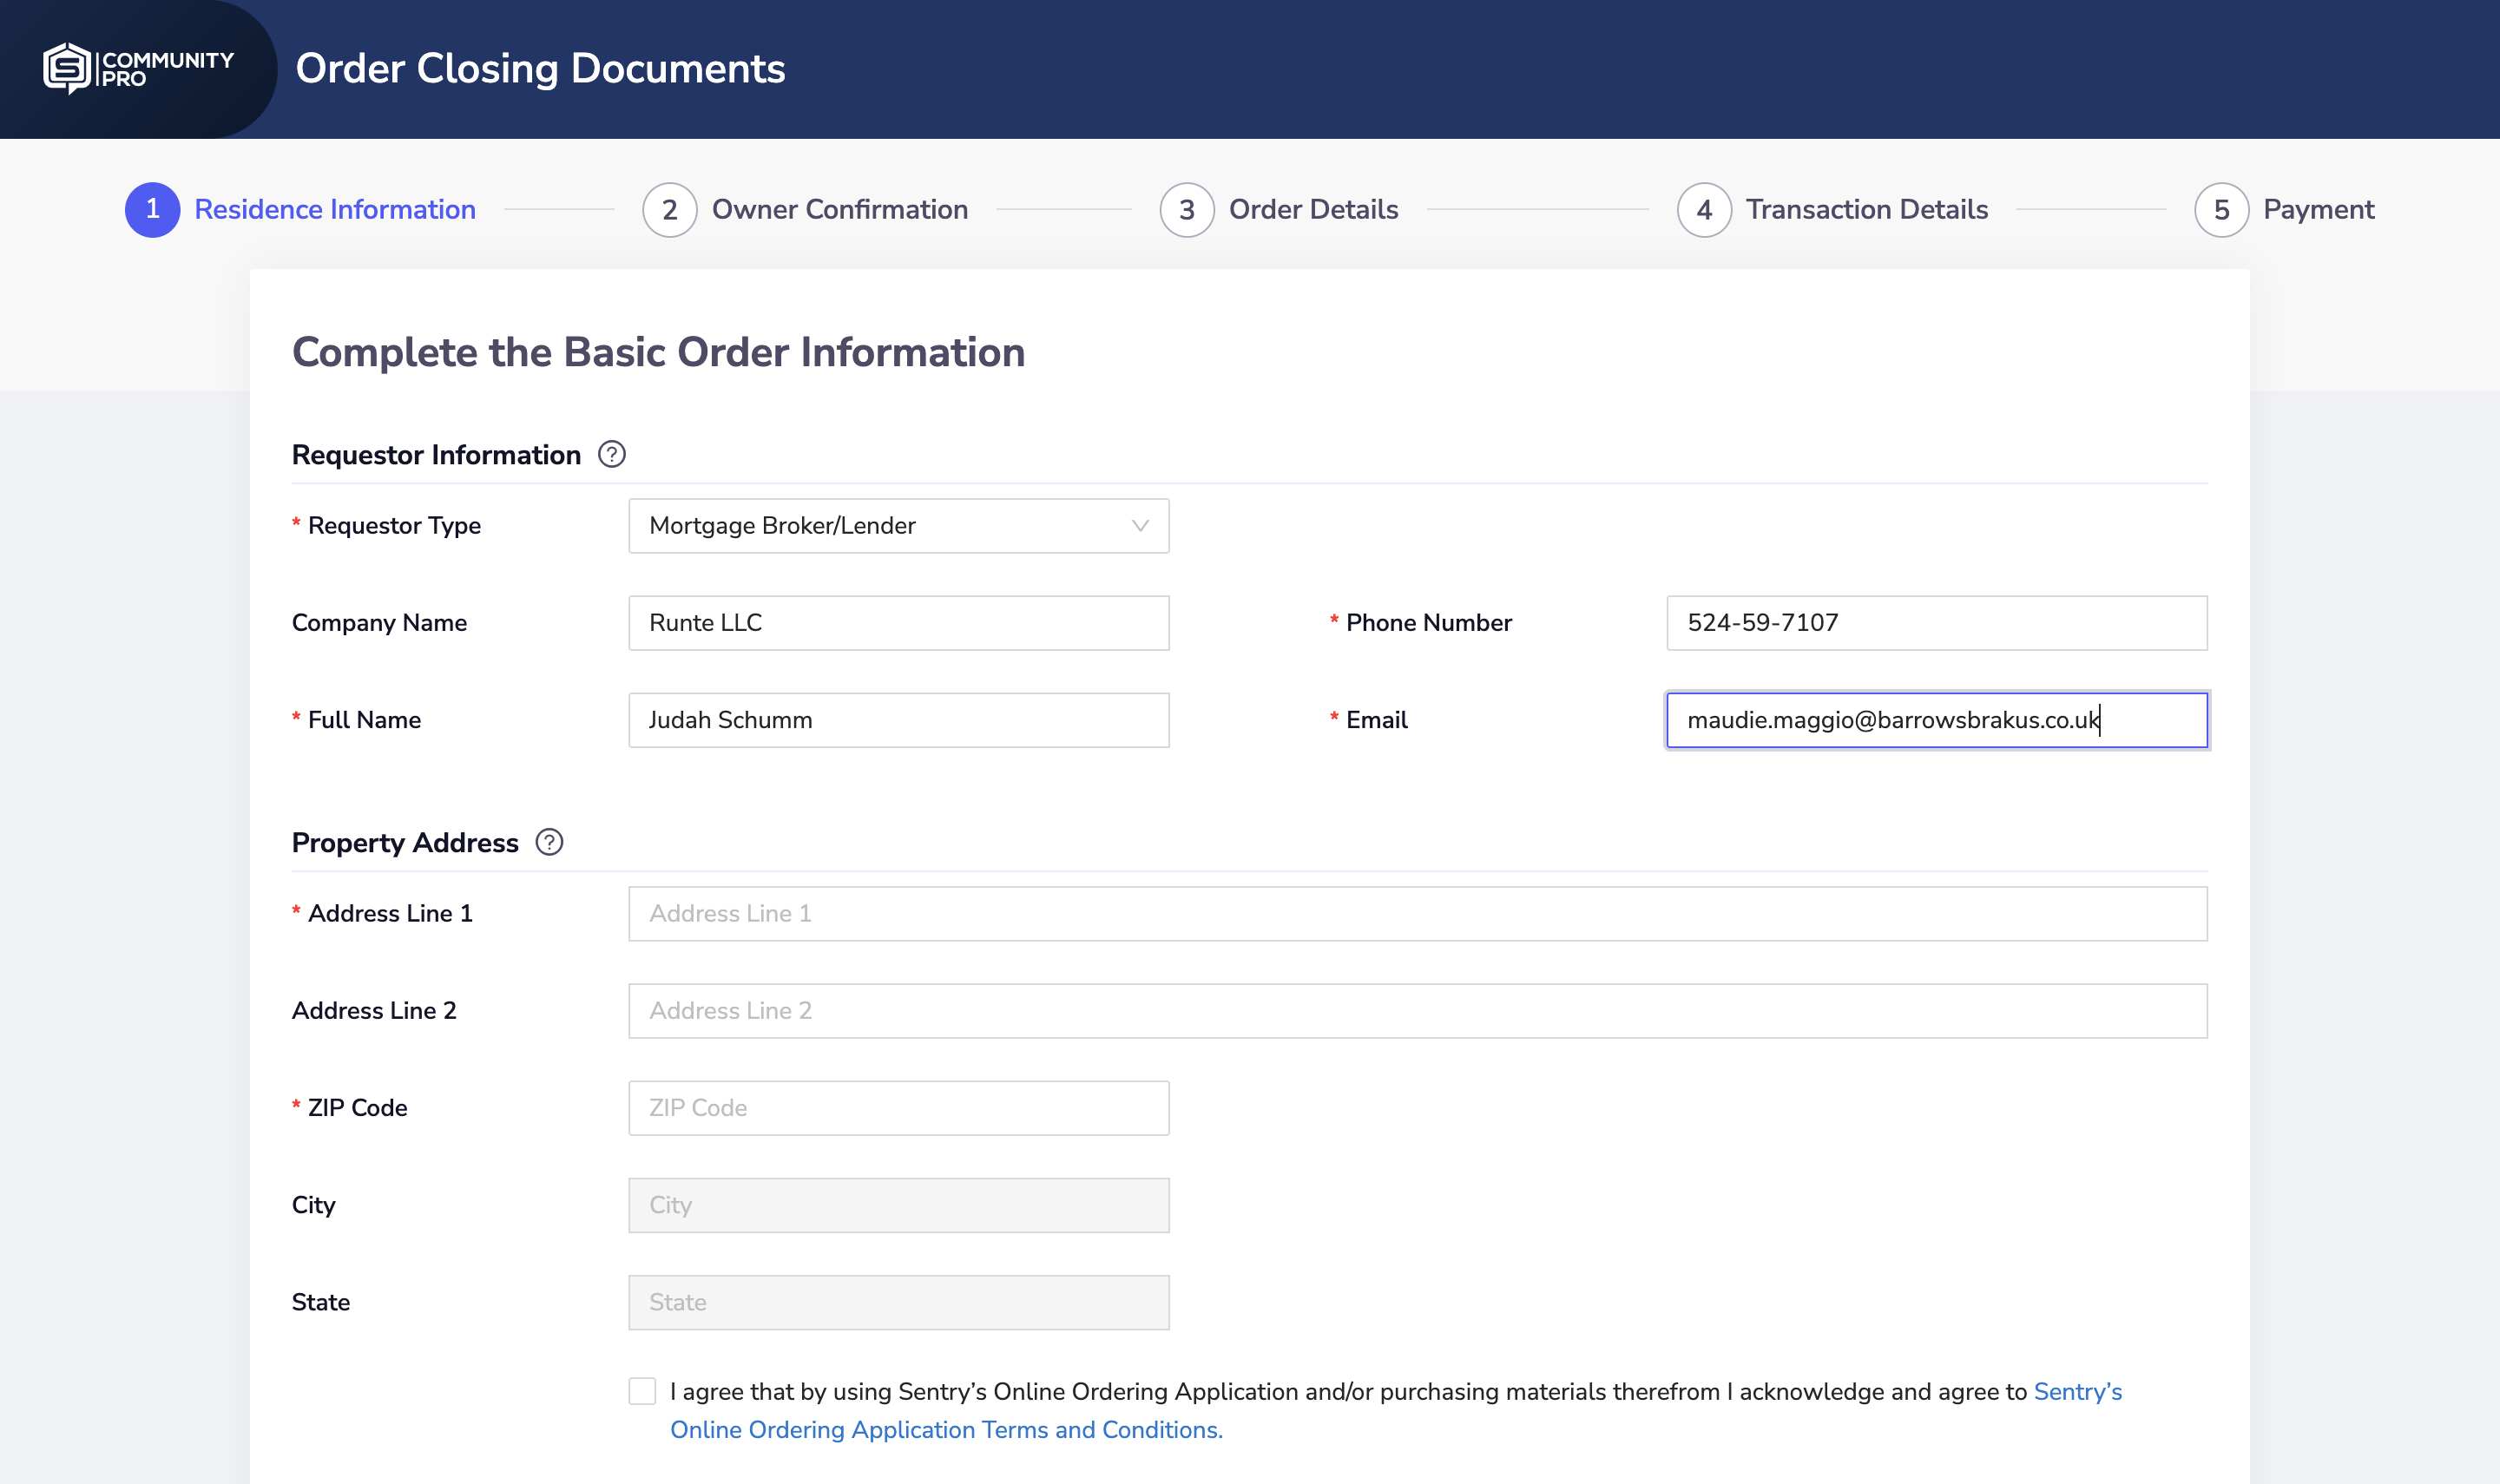 COMMUNITY
PRO
Order Closing Documents
1 Residence Information
2 Owner Confirmation
3 Order Details
4 Transaction Details
5 Payment
Complete the Basic Order Information
Requestor Information ?
* Requestor Type Mortgage Broker/Lender
Company Name Runte LLC
* Phone Number 524-59-7107
* Full Name Judah Schumm
* Email maudie.maggio@barrowsbrakus.co.uk
Property Address ?
* Address Line 1 Address Line 1
Address Line 2 Address Line 2
* ZIP Code ZIP Code
City City
State State
I agree that by using Sentry’s Online Ordering Application and/or purchasing materials therefrom I acknowledge and agree to Sentry’s
Online Ordering Application Terms and Conditions.